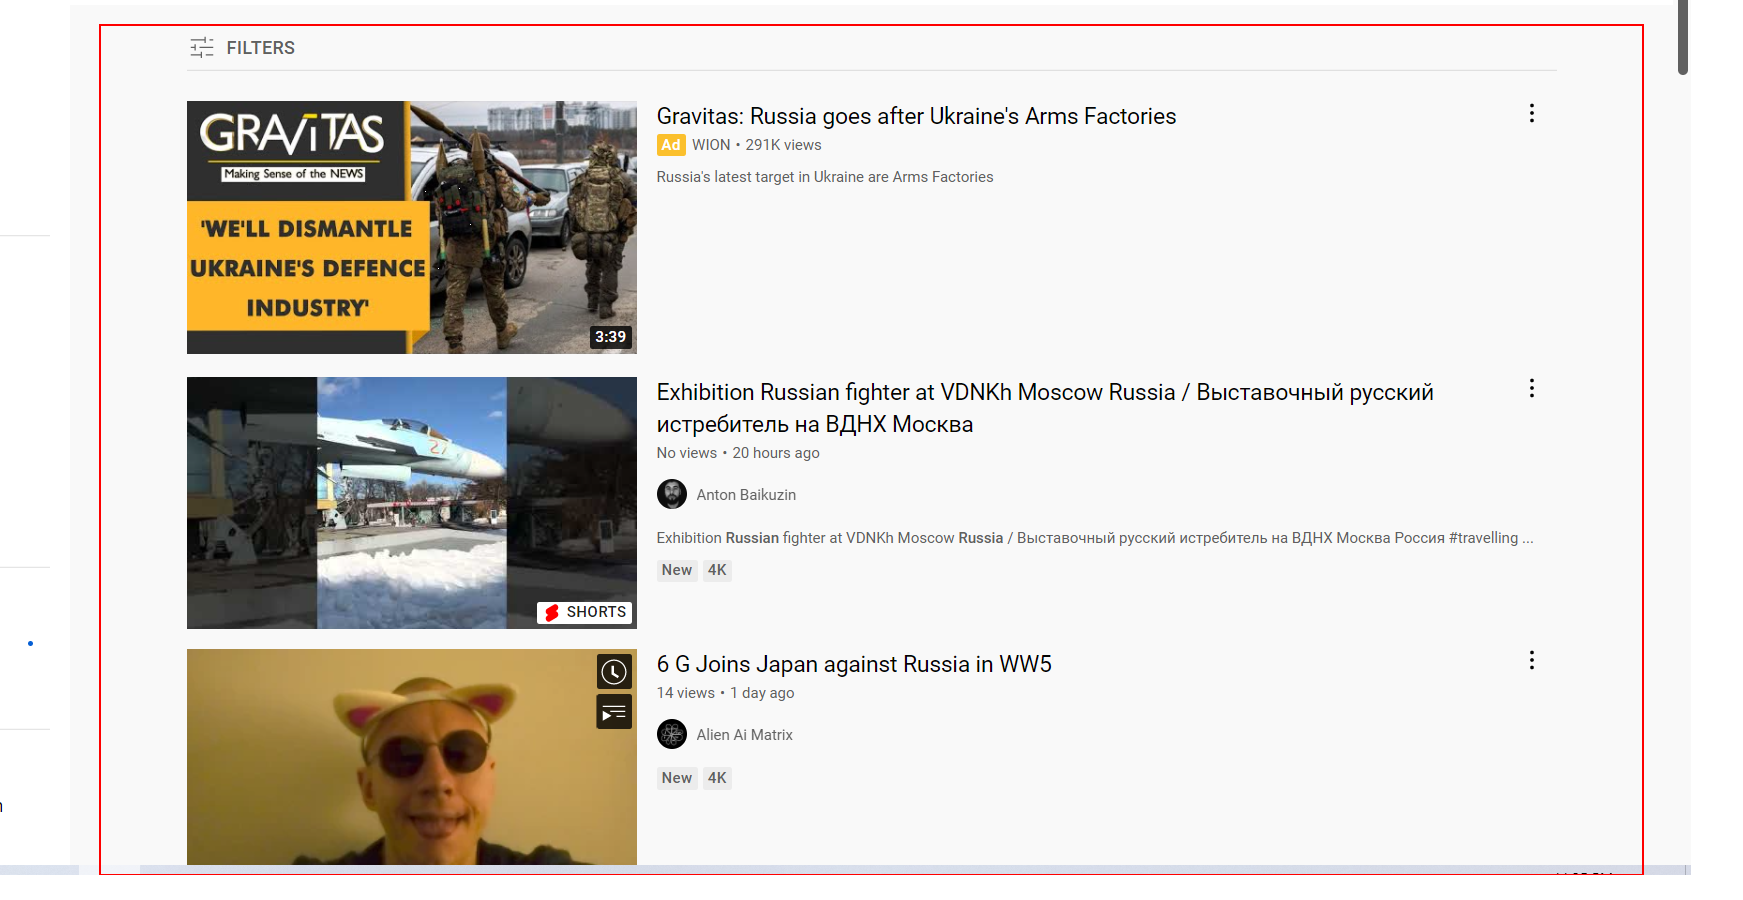 FILTERS
GRAViTAS
Making Sense of the NEWS
'WE'LL DISMANTLE
UKRAINE'S DEFENCE
INDUSTRY'
3:39
Gravitas: Russia goes after Ukraine's Arms Factories
Ad WION • 291K views
Russia's latest target in Ukraine are Arms Factories
27
SHORTS
Exhibition Russian fighter at VDNKh Moscow Russia / Выставочный русский
истребитель на ВДНХ Москва
No views • 20 hours ago
Anton Baikuzin
Exhibition Russian fighter at VDNKh Moscow Russia / Выставочный русский истребитель на ВДНХ Москва Россия #travelling ...
New 4K
6 G Joins Japan against Russia in WW5
14 views • 1 day ago
Alien Ai Matrix
New 4K